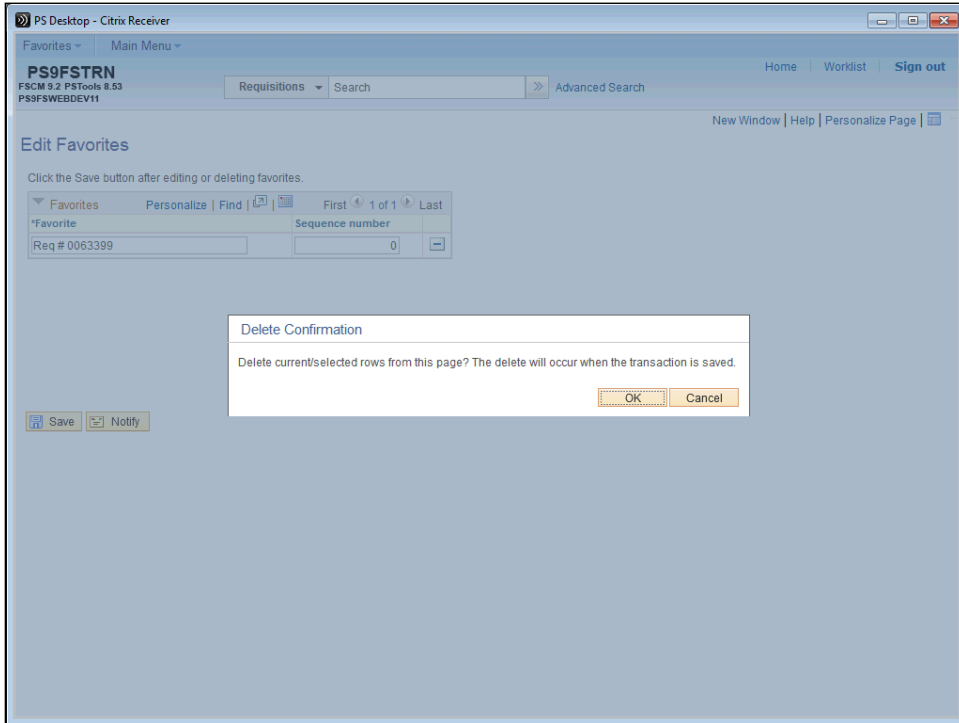 PS Desktop - Citrix Receiver
Favorites Main Menu
PS9FSTRN
FSCM 9.2 PSTools 8.53
PS9FSWEBDEV11
Requisitions Search Advanced Search
Home Worklist Sign out
New Window | Help | Personalize Page |
Edit Favorites
Click the Save button after editing or deleting favorites.
Favorites Personalize | Find | | First 1 of 1 Last
*Favorite Sequence number
Req # 0063399 0
Delete Confirmation
Delete current/selected rows from this page? The delete will occur when the transaction is saved.
OK Cancel
Save Notify